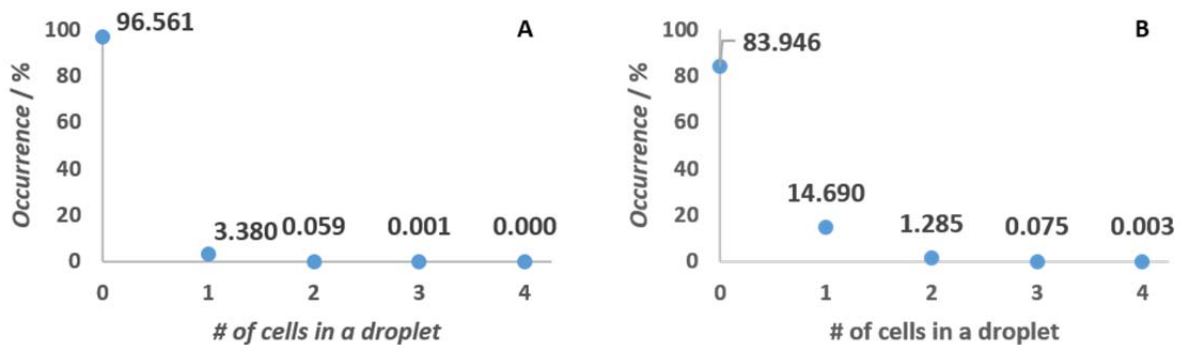 A
Occurrence / %
100
80
60
40
20
0
96.561
3.380
0.059
0.001
0.000
0 1 2 3 4
# of cells in a droplet
B
Occurrence / %
100
80
60
40
20
0
83.946
14.690
1.285
0.075
0.003
0 1 2 3 4
# of cells in a droplet